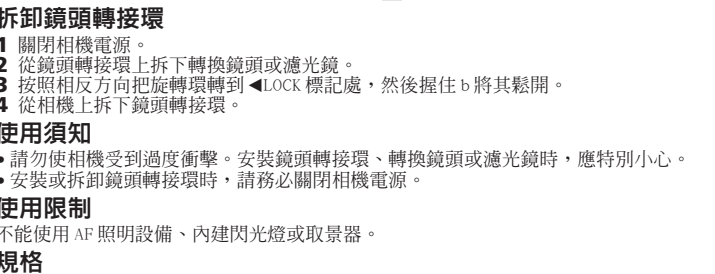 拆卸鏡頭轉接環
1 關閉相機電源。
2 從鏡頭轉接環上拆下轉換鏡頭或濾光鏡。
3 按照相反方向把旋轉環轉到 ◀LOCK 標記處，然後握住 b 將其鬆開。
4 從相機上拆下鏡頭轉接環。
使用須知
• 請勿使相機受到過度衝擊。安裝鏡頭轉接環、轉換鏡頭或濾光鏡時，應特別小心。
• 安裝或拆卸鏡頭轉接環時，請務必關閉相機電源。
使用限制
不能使用 AF 照明設備、內建閃光燈或取景器。
規格